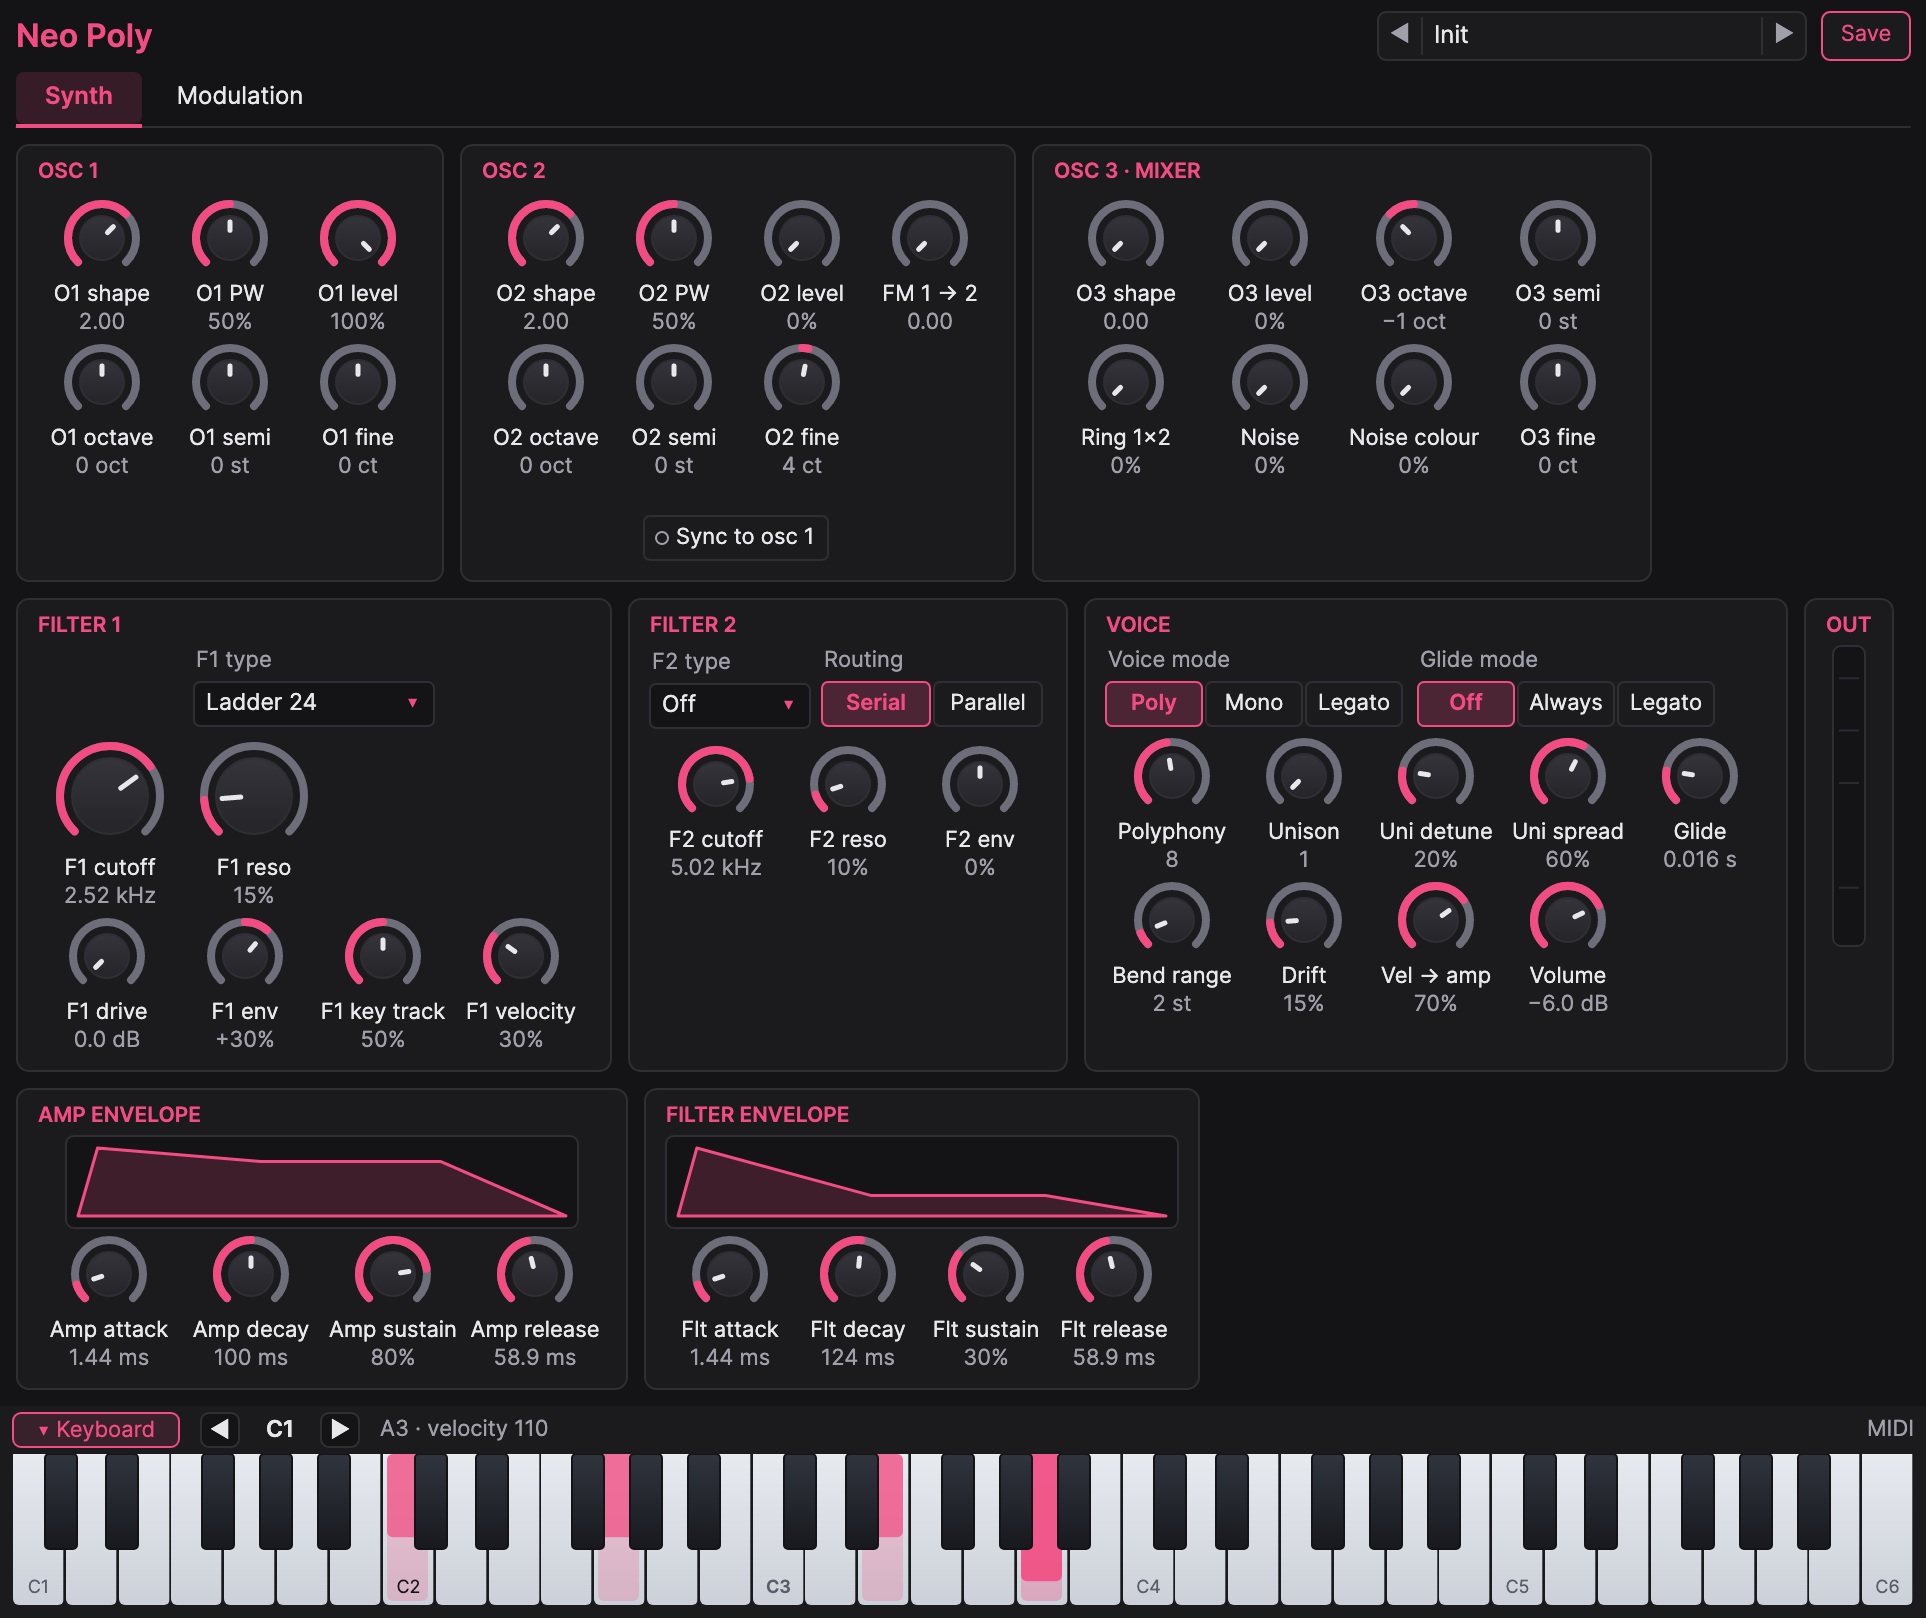 Neo Poly
Init
Save
Synth Modulation
OSC 1
O1 shape O1 PW O1 level
2.00 50% 100%
O1 octave O1 semi O1 fine
0 oct 0 st 0 ct
OSC 2
O2 shape O2 PW O2 level FM 1 → 2
2.00 50% 0% 0.00
O2 octave O2 semi O2 fine
0 oct 0 st 4 ct
Sync to osc 1
OSC 3 · MIXER
O3 shape O3 level O3 octave O3 semi
0.00 0% −1 oct 0 st
Ring 1×2 Noise Noise colour O3 fine
0% 0% 0% 0 ct
FILTER 1
F1 type
Ladder 24
F1 cutoff F1 reso
2.52 kHz 15%
F1 drive F1 env F1 key track F1 velocity
0.0 dB +30% 50% 30%
FILTER 2
F2 type Routing
Off Serial Parallel
F2 cutoff F2 reso F2 env
5.02 kHz 10% 0%
VOICE
Voice mode Glide mode
Poly Mono Legato Off Always Legato
Polyphony Unison Uni detune Uni spread Glide
8 1 20% 60% 0.016 s
Bend range Drift Vel → amp Volume
2 st 15% 70% −6.0 dB
OUT
AMP ENVELOPE
Amp attack Amp decay Amp sustain Amp release
1.44 ms 100 ms 80% 58.9 ms
FILTER ENVELOPE
Flt attack Flt decay Flt sustain Flt release
1.44 ms 124 ms 30% 58.9 ms
Keyboard C1 A3 · velocity 110 MIDI
C1 C2 C3 C4 C5 C6